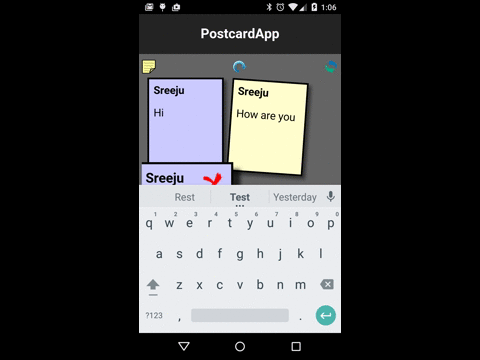 1:06
PostcardApp
Sreeju
Hi
Sreeju
How are you
Sreeju
Rest Test Yesterday
1 2 3 4 5 6 7 8 9 0
q w e r t y u i o p
a s d f g h j k l
z x c v b n m
?123 , .